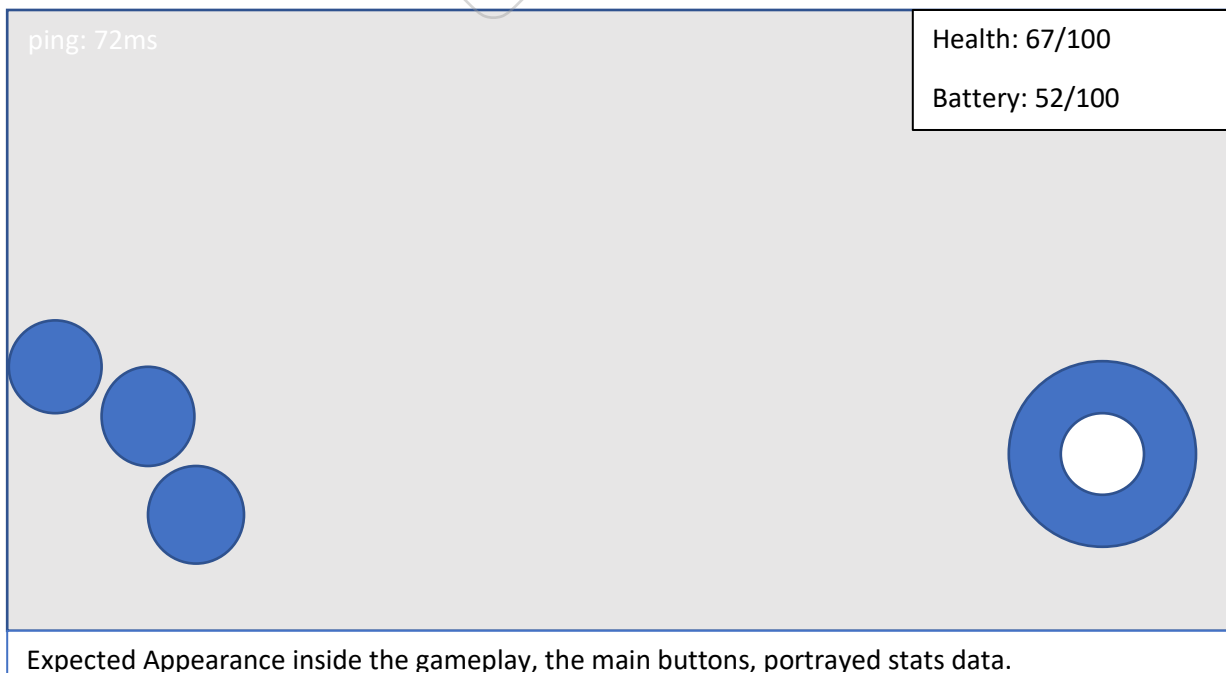 ping: 72ms
Health: 67/100
Battery: 52/100
Expected Appearance inside the gameplay, the main buttons, portrayed stats data.